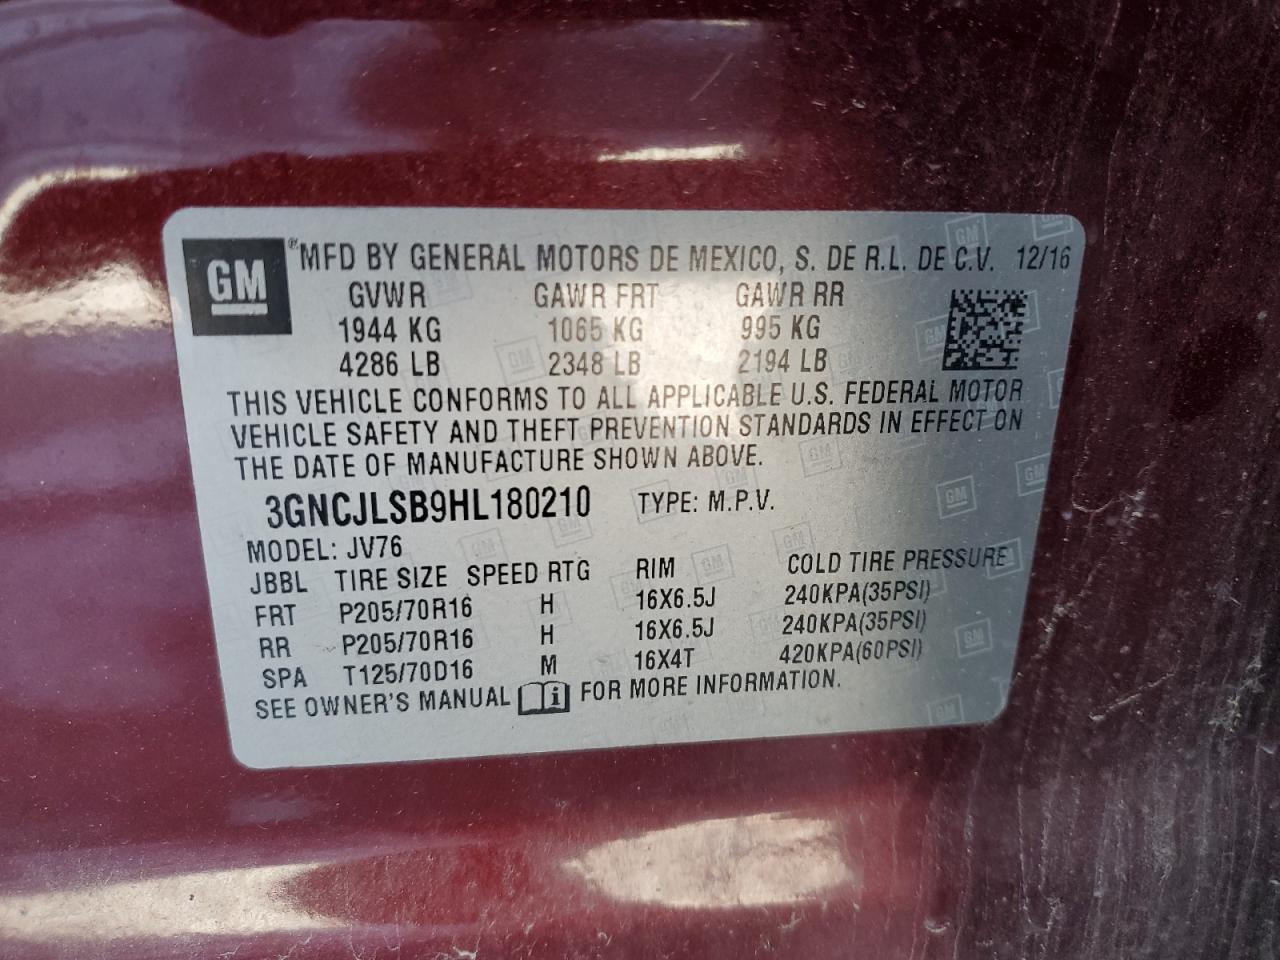 GM ® MFD BY GENERAL MOTORS DE MEXICO, S. DE R.L. DE C.V. 12/16
GVWR GAWR FRT GAWR RR
1944 KG 1065 KG 995 KG
4286 LB 2348 LB 2194 LB
THIS VEHICLE CONFORMS TO ALL APPLICABLE U.S. FEDERAL MOTOR
VEHICLE SAFETY AND THEFT PREVENTION STANDARDS IN EFFECT ON
THE DATE OF MANUFACTURE SHOWN ABOVE.
3GNCJLSB9HL180210 TYPE: M.P.V.
MODEL: JV76
JBBL TIRE SIZE SPEED RTG RIM COLD TIRE PRESSURE
FRT P205/70R16 H 16X6.5J 240KPA(35PSI)
RR P205/70R16 H 16X6.5J 240KPA(35PSI)
SPA T125/70D16 M 16X4T 420KPA(60PSI)
SEE OWNER'S MANUAL i FOR MORE INFORMATION.